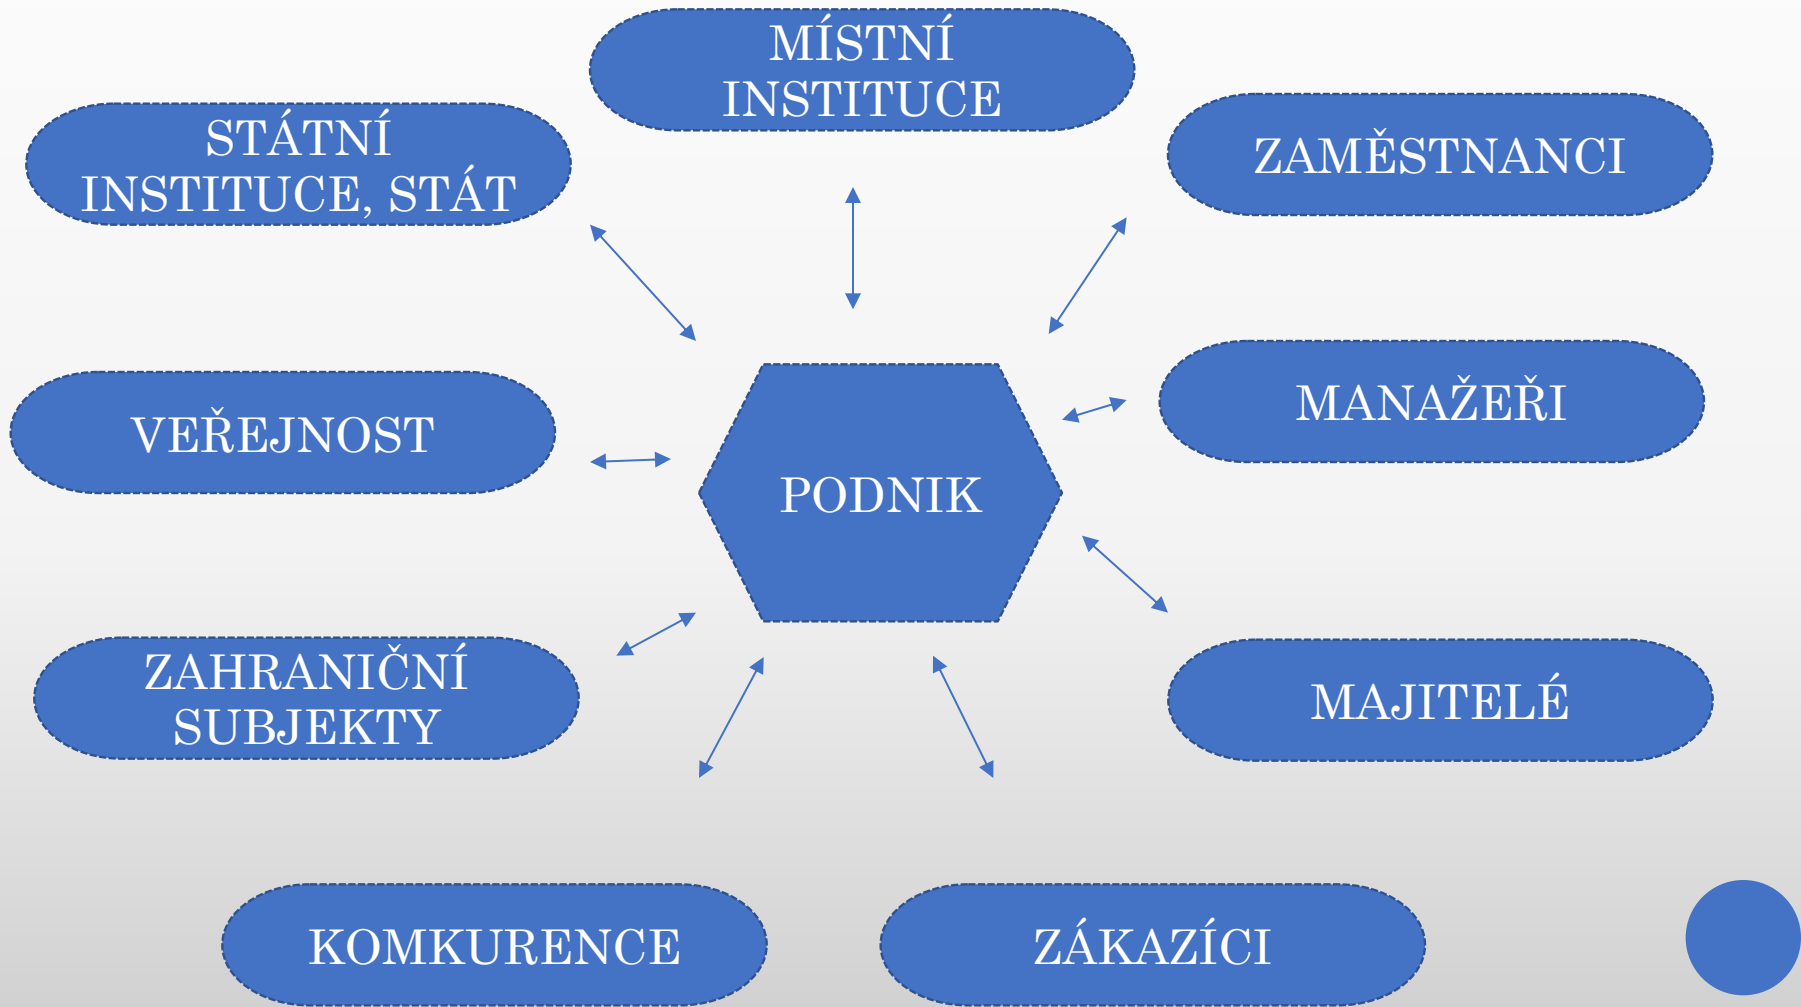 MÍSTNÍ
INSTITUCE
STÁTNÍ
INSTITUCE, STÁT
ZAMĚSTNANCI
VEŘEJNOST
MANAŽEŘI
PODNIK
ZAHRANIČNÍ
SUBJEKTY
MAJITELÉ
KOMKURENCE
ZÁKAZÍCI